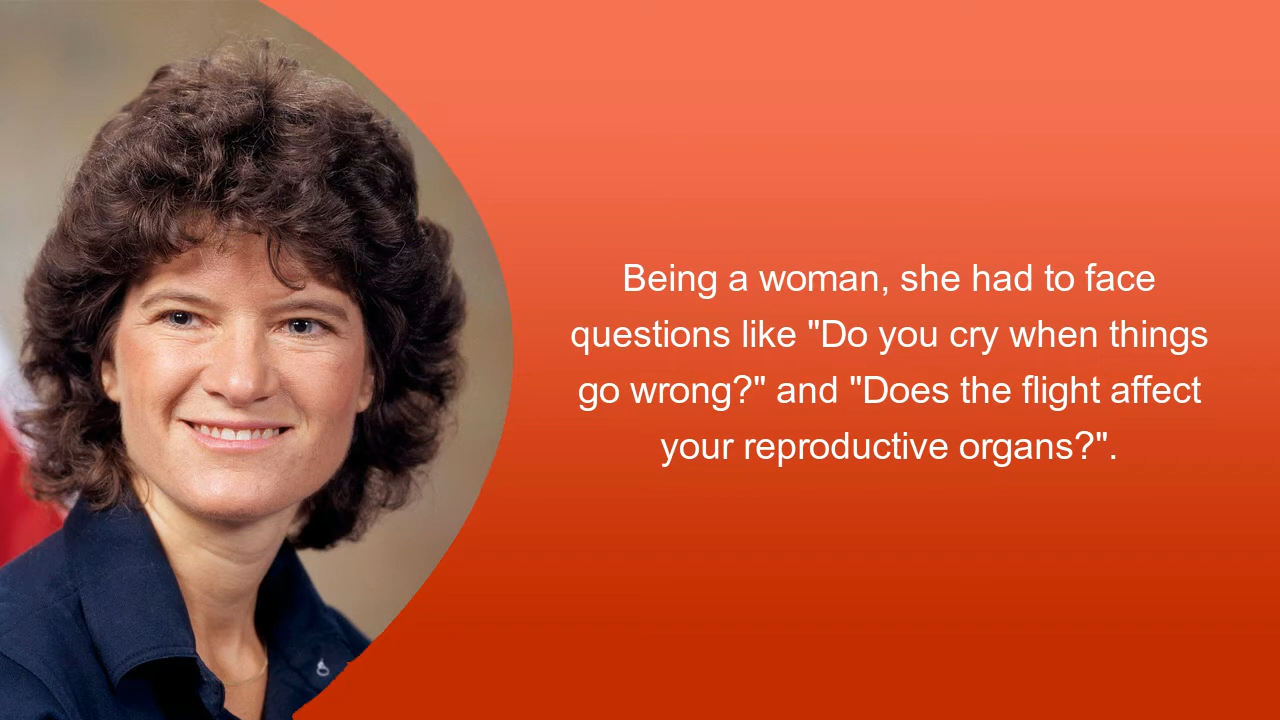 Being a woman, she had to face
questions like "Do you cry when things
go wrong?" and "Does the flight affect
your reproductive organs?".